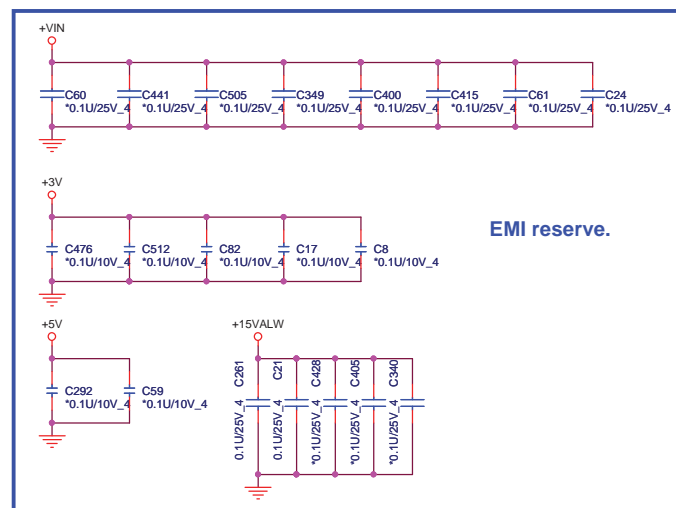 +VIN
C60
*0.1U/25V_4
C441
*0.1U/25V_4
C505
*0.1U/25V_4
C349
*0.1U/25V_4
C400
*0.1U/25V_4
C415
*0.1U/25V_4
C61
*0.1U/25V_4
C24
*0.1U/25V_4
+3V
C476
*0.1U/10V_4
C512
*0.1U/10V_4
C82
*0.1U/10V_4
C17
*0.1U/10V_4
C8
*0.1U/10V_4
EMI reserve.
+5V
C292
*0.1U/10V_4
C59
*0.1U/10V_4
+15VALW
C261
0.1U/25V_4
C21
0.1U/25V_4
C428
*0.1U/25V_4
C405
*0.1U/25V_4
C340
*0.1U/25V_4